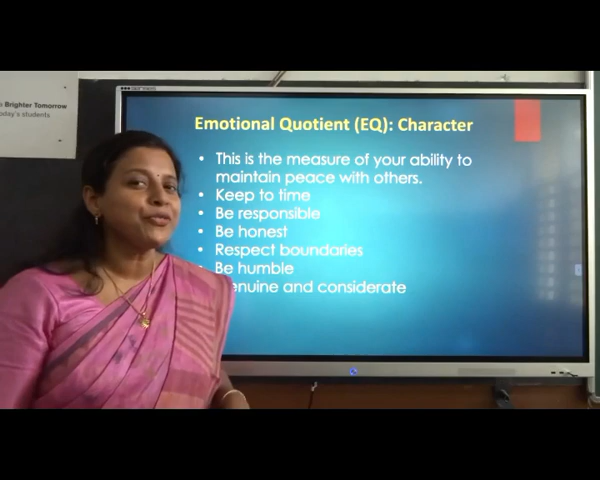 Brighter Tomorrow
oday's students
Emotional Quotient (EQ): Character
• This is the measure of your ability to
maintain peace with others.
• Keep to time
• Be responsible
• Be honest
• Respect boundaries
• Be humble
enuine and considerate